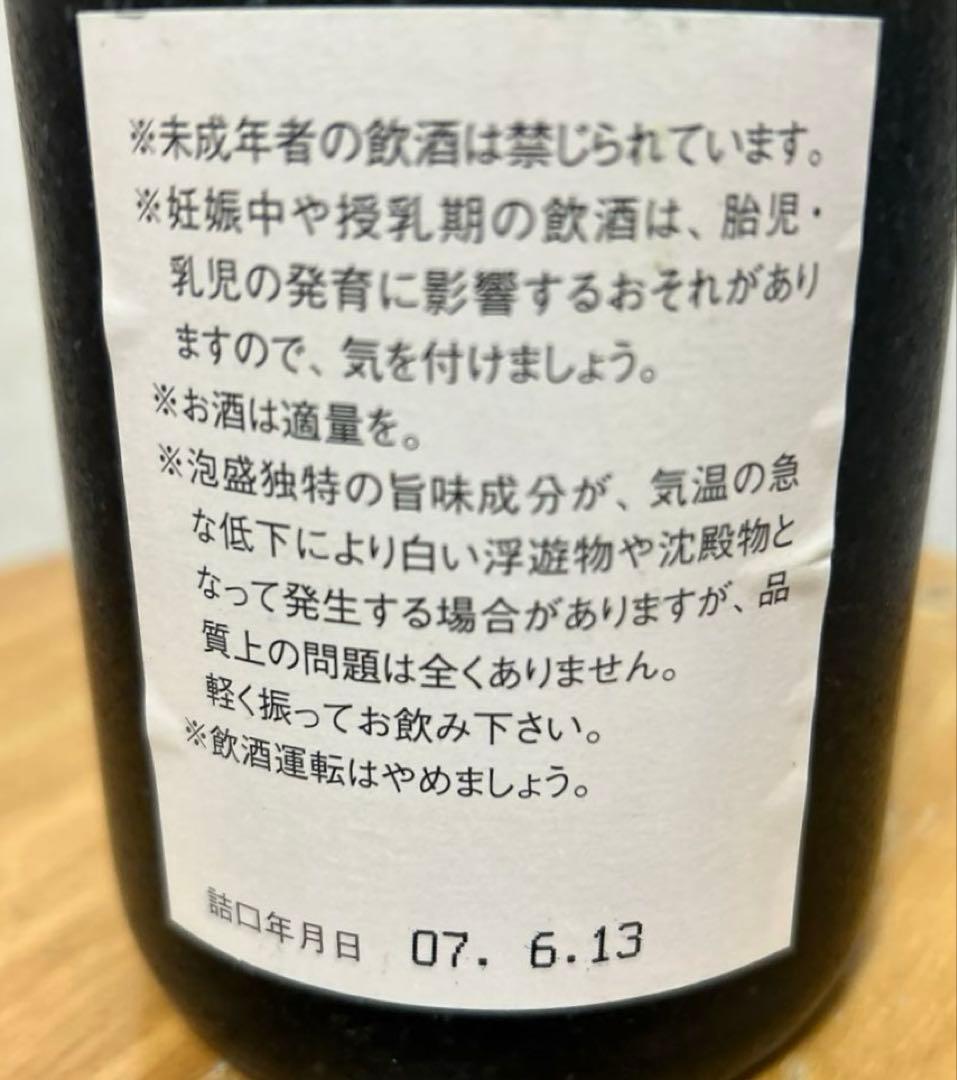 ※未成年者の飲酒は禁じられています。
※妊娠中や授乳期の飲酒は、胎児・
乳児の発育に影響するおそれがあり
ますので、気を付けましょう。
※お酒は適量を。
※泡盛独特の旨味成分が、気温の急
な低下により白い浮遊物や沈殿物と
なって発生する場合がありますが、品
質上の問題は全くありません。
軽く振ってお飲み下さい。
※飲酒運転はやめましょう。
詰口年月日 07. 6.13